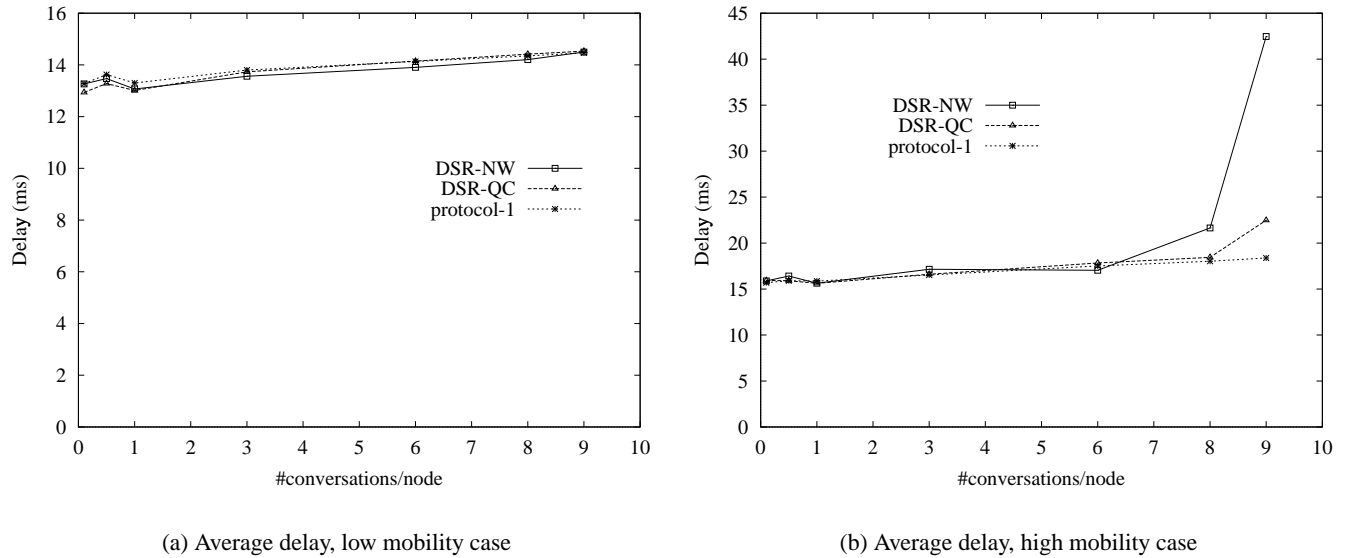 16
14
12
10
8
6
4
2
0
Delay (ms)
DSR-NW
DSR-QC
protocol-1
0 1 2 3 4 5 6 7 8 9 10
#conversations/node
(a) Average delay, low mobility case
45
40
35
30
25
20
15
10
5
0
Delay (ms)
DSR-NW
DSR-QC
protocol-1
0 1 2 3 4 5 6 7 8 9 10
#conversations/node
(b) Average delay, high mobility case